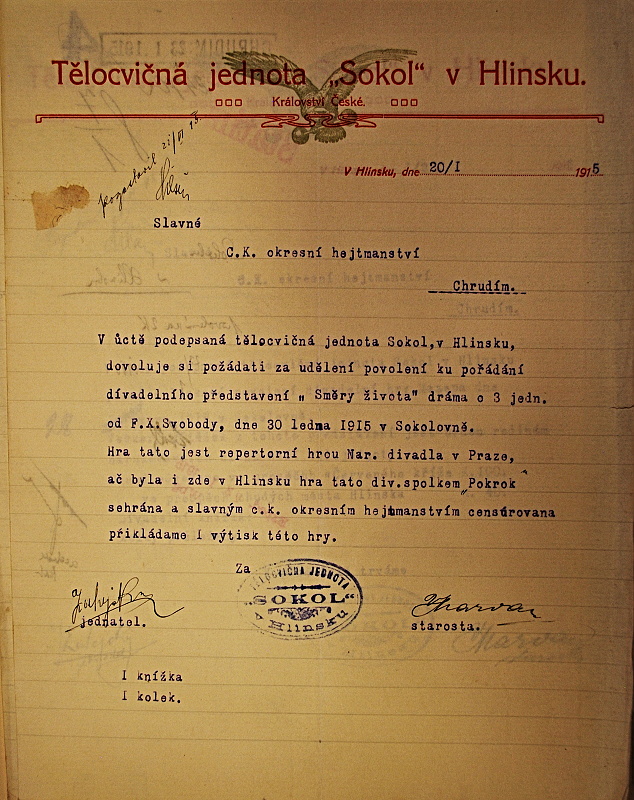 Tělocvičná jednota „Sokol“ v Hlinsku.
Království České.
V Hlinsku, dne 20/I 1915
Slavné
C.K. okresní hejtmanství
Chrudím.
V úctě podepsaná tělocvičná jednota Sokol,v Hlinsku,
dovoluje si požádati za udělení povolení ku pořádání
dívadelního představení „ Směry života" dráma o 3 jedn.
od F.X.Svobody, dne 30 ledna 1915 v Sokolovně.
Hra tato jest repertorní hrou Nar. divadla v Praze,
ač byla i zde v Hlinsku hra tato div.spolkem „Pokrok"
sehrána a slavným c.k. okresním hejtmanstvím censurovana
přikládame I výtisk této hry.
Za
TĚLOCVIČNÁ JEDNOTA
„SOKOL“
v Hlinsku
jednatel.
starosta.
I knížka
I kolek.